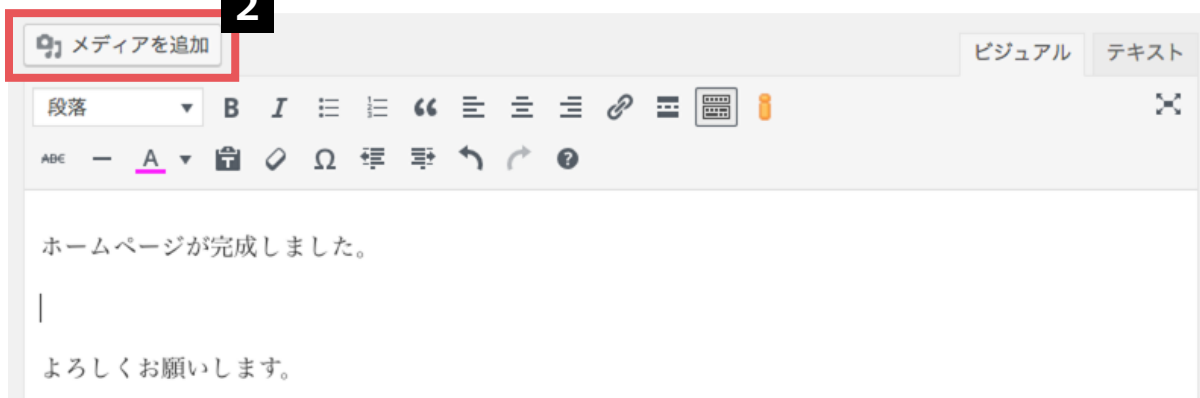 2
メディアを追加
ビジュアル テキスト
段落 B I
ABC A T Ω ?
ホームページが完成しました。
よろしくお願いします。